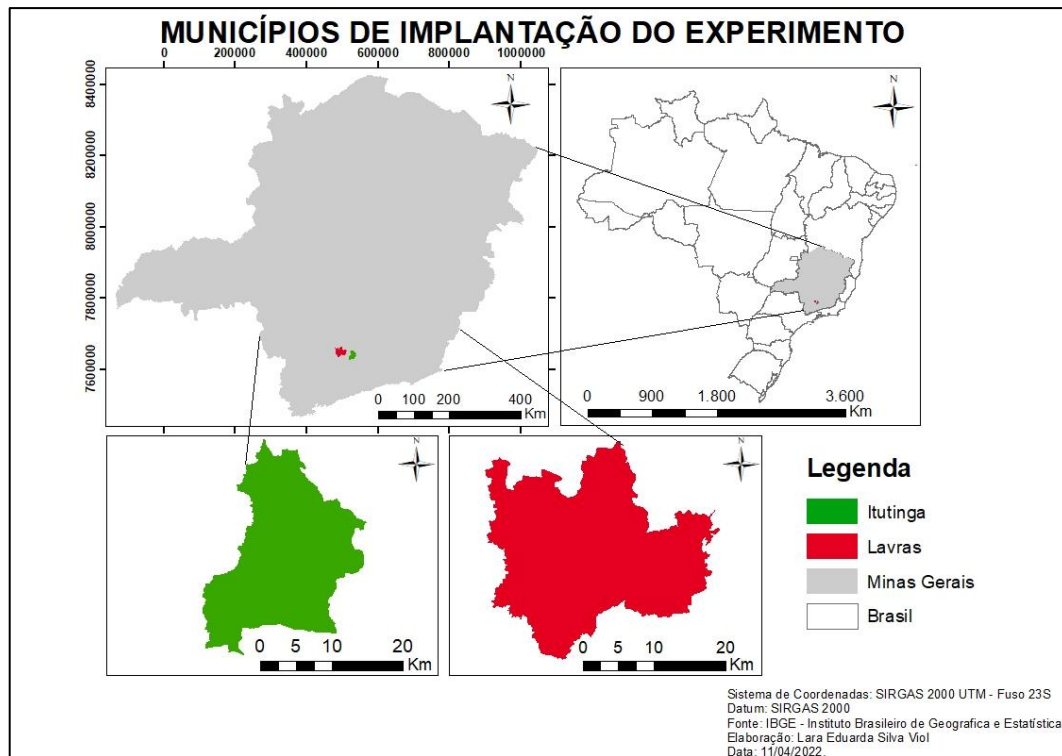 MUNICÍPIOS DE IMPLANTAÇÃO DO EXPERIMENTO
0 200000 400000 600000 800000 1000000
8400000
8200000
8000000
7800000
7600000
N
0 100 200 400
Km
N
0 900 1.800 3.600
Km
N
0 5 10 20
Km
N
0 5 10 20
Km
Legenda
Itutinga
Lavras
Minas Gerais
Brasil
Sistema de Coordenadas: SIRGAS 2000 UTM - Fuso 23S
Datum: SIRGAS 2000
Fonte: IBGE - Instituto Brasileiro de Geografica e Estatística
Elaboração: Lara Eduarda Silva Viol
Data: 11/04/2022.